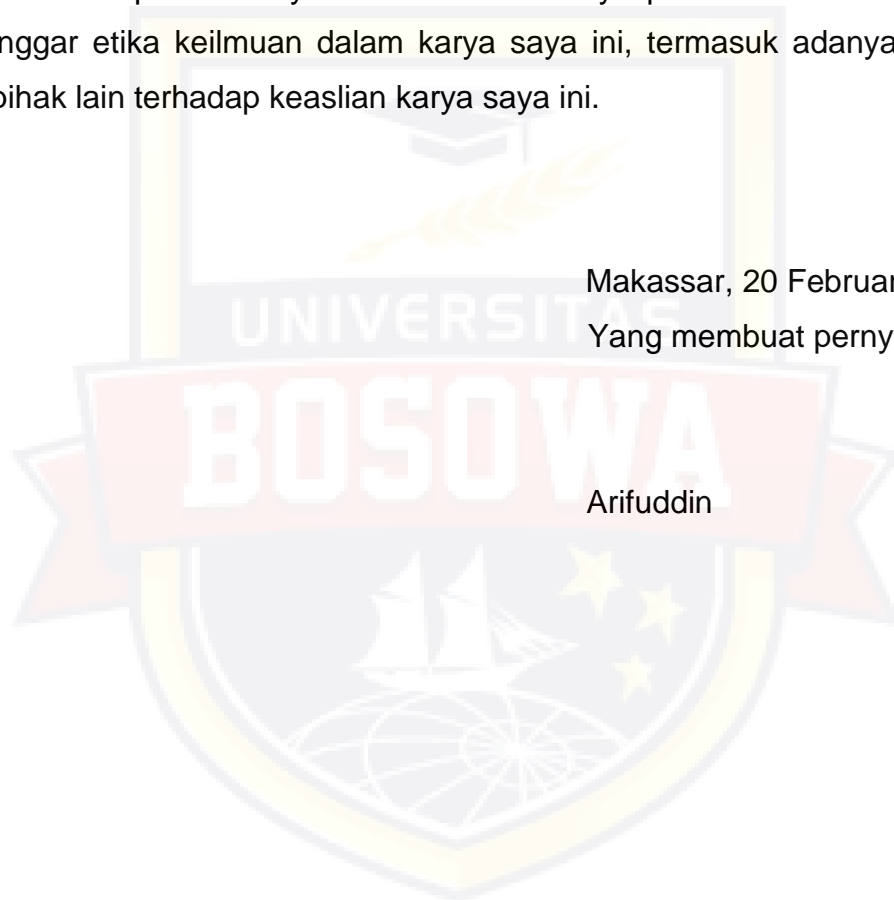 nggar etika keilmuan dalam karya saya ini, termasuk adanya
pihak lain terhadap keaslian karya saya ini.
Makassar, 20 Februar
Yang membuat perny
Arifuddin
UNIVERSITAS
BOSOWA